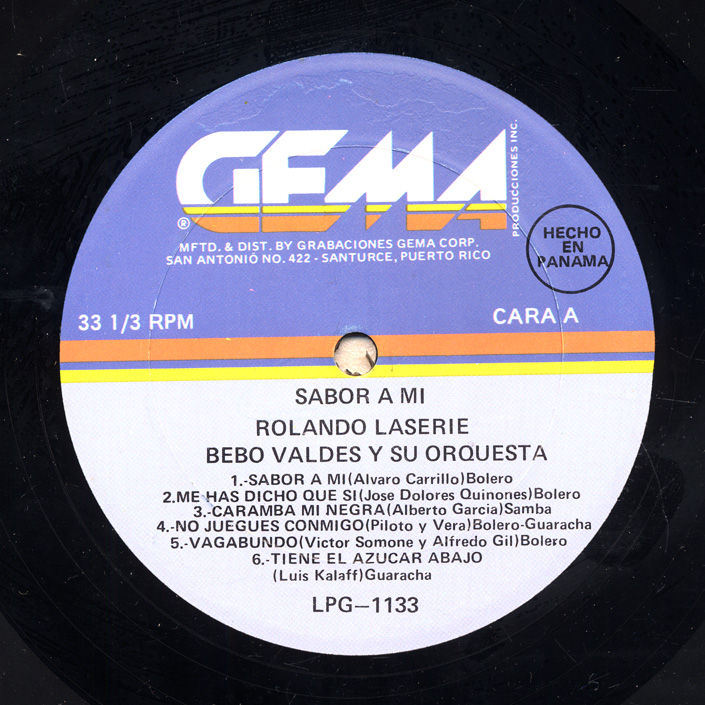 GEMA
PRODUCCIONES INC.
®
MFTD. & DIST. BY GRABACIONES GEMA CORP.
SAN ANTONIO NO. 422 - SANTURCE, PUERTO RICO
HECHO
EN
PANAMA
33 1/3 RPM
CARA A
SABOR A MI
ROLANDO LASERIE
BEBO VALDES Y SU ORQUESTA
1.-SABOR A MI(Alvaro Carrillo)Bolero
2.ME HAS DICHO QUE SI(Jose Dolores Quinones)Bolero
3.-CARAMBA MI NEGRA(Alberto Garcia)Samba
4.-NO JUEGUES CONMIGO(Piloto y Vera)Bolero-Guaracha
5.-VAGABUNDO(Victor Somone y Alfredo Gil)Bolero
6.-TIENE EL AZUCAR ABAJO
(Luis Kalaff)Guaracha
LPG-1133